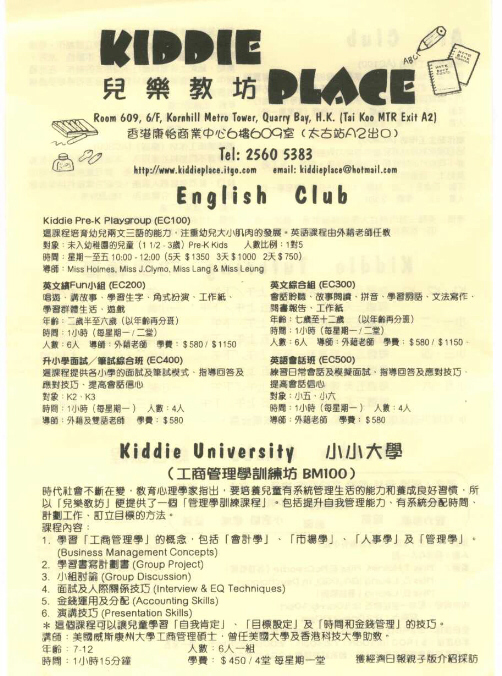 KIDDIE
兒樂教坊 PLACE
ABC!
Room 609, 6/F, Kornhill Metro Tower, Quarry Bay, H.K. (Tai Koo MTR Exit A2)
香港康怡商業中心6樓609室 (太古站A2出口)
Tel: 2560 5383
http://www.kiddieplace.itgo.com email: kiddieplace@hotmail.com
English Club
Kiddie Pre-K Playgroup (EC100)
這課程培育幼兒兩文三語的能力，注重幼兒大小肌肉的發展。英語課程由外籍老師任教
對象：未入幼稚園的兒童 (1 1/2 - 3歲) Pre-K Kids 人數比例：1對5
時間：星期一至五 10:00 - 12:00 (5天 $1350 3天$1000 2天$750)
導師：Miss Holmes, Miss J.Clymo, Miss Lang & Miss Leung
英文繽Fun小組 (EC200)
唱遊、講故事、學習生字、角式扮演、工作紙、
學習群體生活、遊戲
年齡：二歲半至六歲 (以年齡再分班)
時間：1小時 (每星期一 / 二堂)
人數：6人 導師：外籍老師 學費：$580 / $1150
英文綜合組 (EC300)
會話聆聽、故事閱讀、拼音、學習詞語、文法寫作、
閱書報告、工作紙
年齡：七歲至十二歲 (以年齡再分班)
時間：1小時 (每星期一 / 二堂)
人數：6人 導師：外籍老師 學費：$580 / $1150
升小學面試／筆試綜合班 (EC400)
這課程提供各小學的面試及筆試模式，指導回答及
應對技巧，提高會話信心
對象：K2、K3
時間：1小時 (每星期一) 人數：4人
導師：外籍及雙語老師 學費：$580
英語會話班 (EC500)
練習日常會話及模擬面試，指導回答及應對技巧，
提高會話信心
對象：小五、小六
時間：1小時 (每星期一) 人數：4人
導師：外籍老師 學費：$580
Kiddie University 小小大學
(工商管理學訓練坊 BM100)
時代社會不斷在變，教育心理學家指出，要培養兒童有系統管理生活的能力和養成良好習慣，所
以「兒樂教坊」便提供了一個「管理學訓練課程」。包括提升自我管理能力、有系統分配時間、
計劃工作、訂立目標的方法。
課程內容：
1. 學習「工商管理學」的概念，包括「會計學」、「市場學」、「人事學」及「管理學」。
(Business Management Concepts)
2. 學習書寫計劃書 (Group Project)
3. 小組討論 (Group Discussion)
4. 面試及人際關係技巧 (Interview & EQ Techniques)
5. 金錢運用及分配 (Accounting Skills)
6. 演講技巧 (Presentation Skills)
＊這個課程可以讓兒童學習「自我肯定」、「目標設定」及「時間和金錢管理」的技巧。
講師：美國威斯康州大學工商管理碩士，曾任美國大學及香港科技大學助教。
年齡：7-12 人數：6人一組
時間：1小時15分鐘 學費：$450 / 4堂 每星期一堂 獲經濟日報親子版介紹採訪